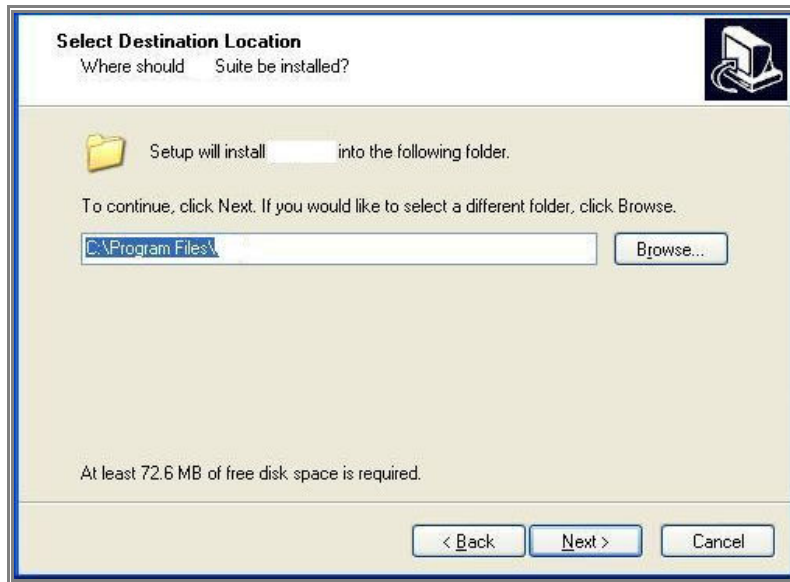 Select Destination Location
Where should Suite be installed?
Setup will install into the following folder.
To continue, click Next. If you would like to select a different folder, click Browse.
C:\Program Files\
Browse...
At least 72.6 MB of free disk space is required.
< Back Next > Cancel